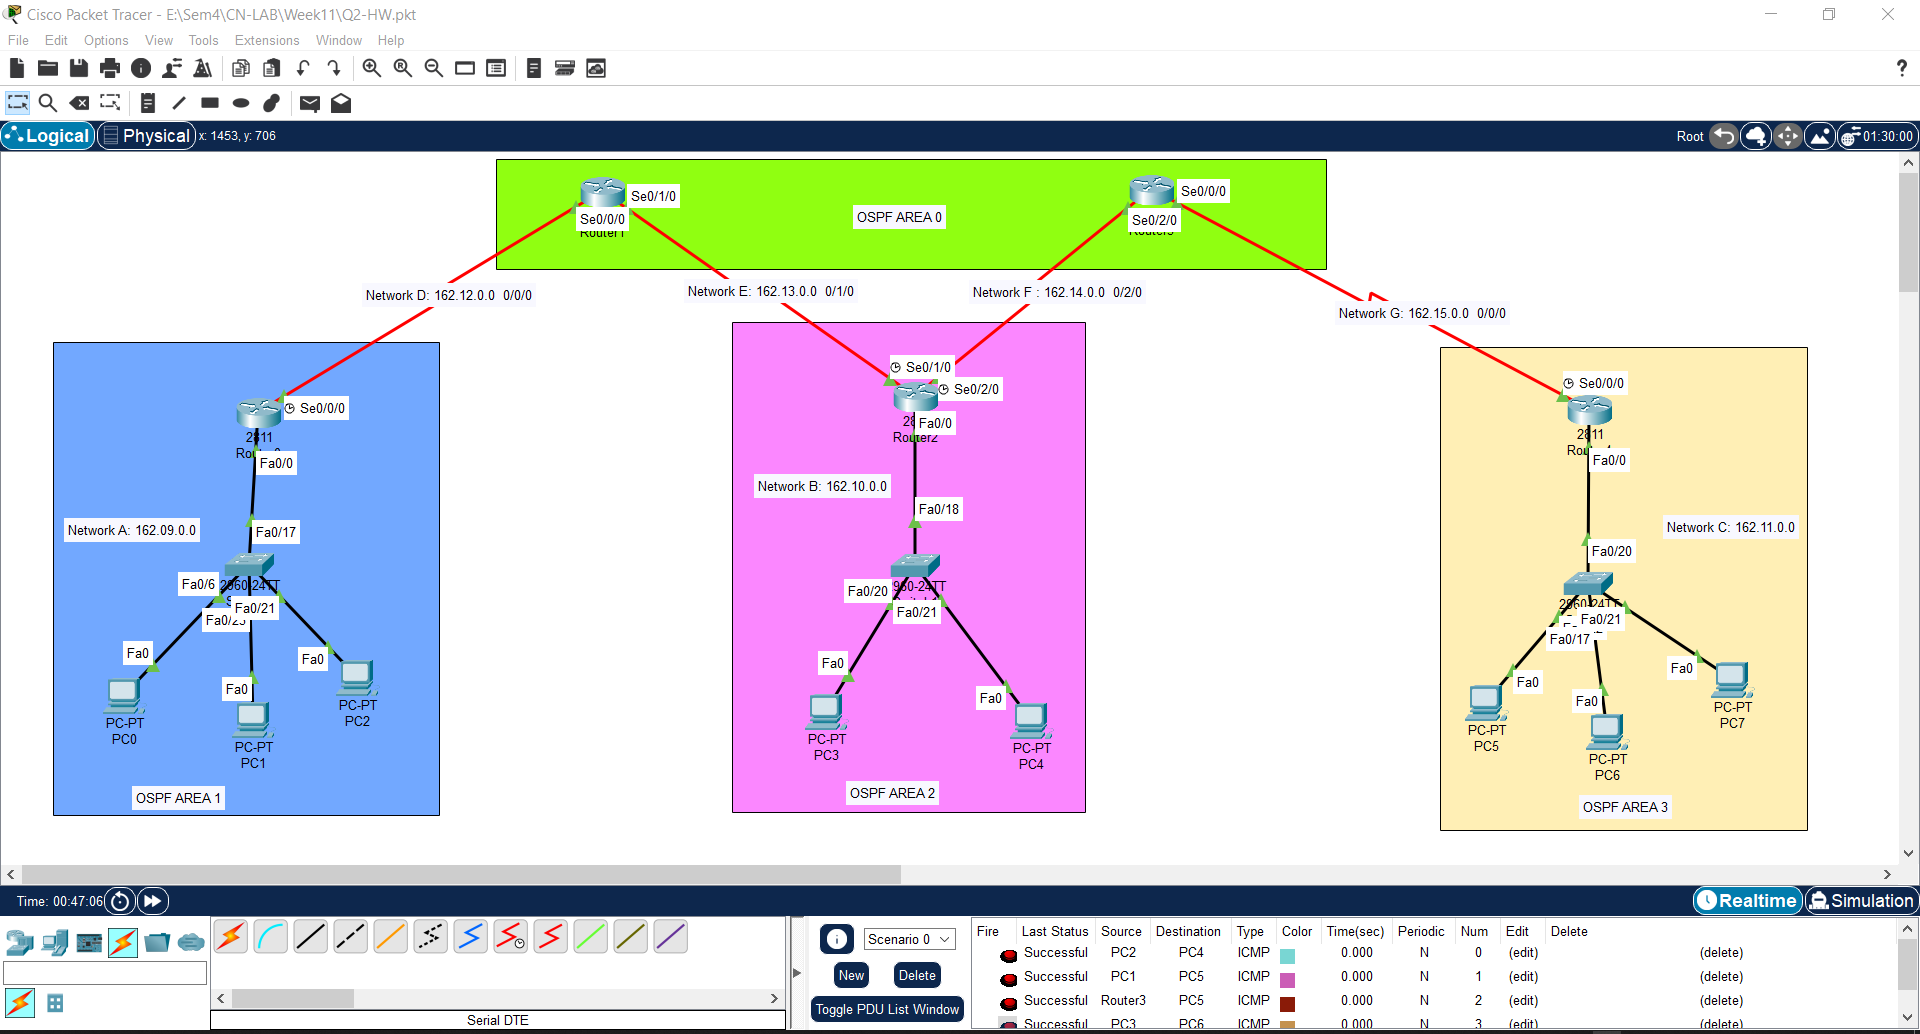 Cisco Packet Tracer - E:\Sem4\CN-LAB\Week11\Q2-HW.pkt
File Edit Options View Tools Extensions Window Help
?
Logical Physical x: 1453, y: 706
Root 01:30:00
Se0/1/0
Se0/0/0
Router1
OSPF AREA 0
Se0/0/0
Se0/2/0
Network D: 162.12.0.0 0/0/0
Network E: 162.13.0.0 0/1/0
Network F : 162.14.0.0 0/2/0
Network G: 162.15.0.0 0/0/0
Se0/0/0
2811
Fa0/0
Network A: 162.09.0.0
Fa0/17
Fa0/6
2960-24TT
Fa0/21
Fa0
Fa0
Fa0
PC-PT
PC0
PC-PT
PC1
PC-PT
PC2
OSPF AREA 1
Se0/1/0
Se0/2/0
Fa0/0
Router2
Network B: 162.10.0.0
Fa0/18
Fa0/20
Fa0/21
Fa0
Fa0
PC-PT
PC3
PC-PT
PC4
OSPF AREA 2
Se0/0/0
2811
Fa0/0
Network C: 162.11.0.0
Fa0/20
Fa0/21
Fa0/17
Fa0
Fa0
Fa0
PC-PT
PC5
PC-PT
PC6
PC-PT
PC7
OSPF AREA 3
Time: 00:47:06
Realtime Simulation
Scenario 0
New Delete
Toggle PDU List Window
Serial DTE
Fire Last Status Source Destination Type Color Time(sec) Periodic Num Edit Delete
Successful PC2 PC4 ICMP 0.000 N 0 (edit) (delete)
Successful PC1 PC5 ICMP 0.000 N 1 (edit) (delete)
Successful Router3 PC5 ICMP 0.000 N 2 (edit) (delete)
Successful PC3 PC6 ICMP 0.000 N 3 (edit) (delete)